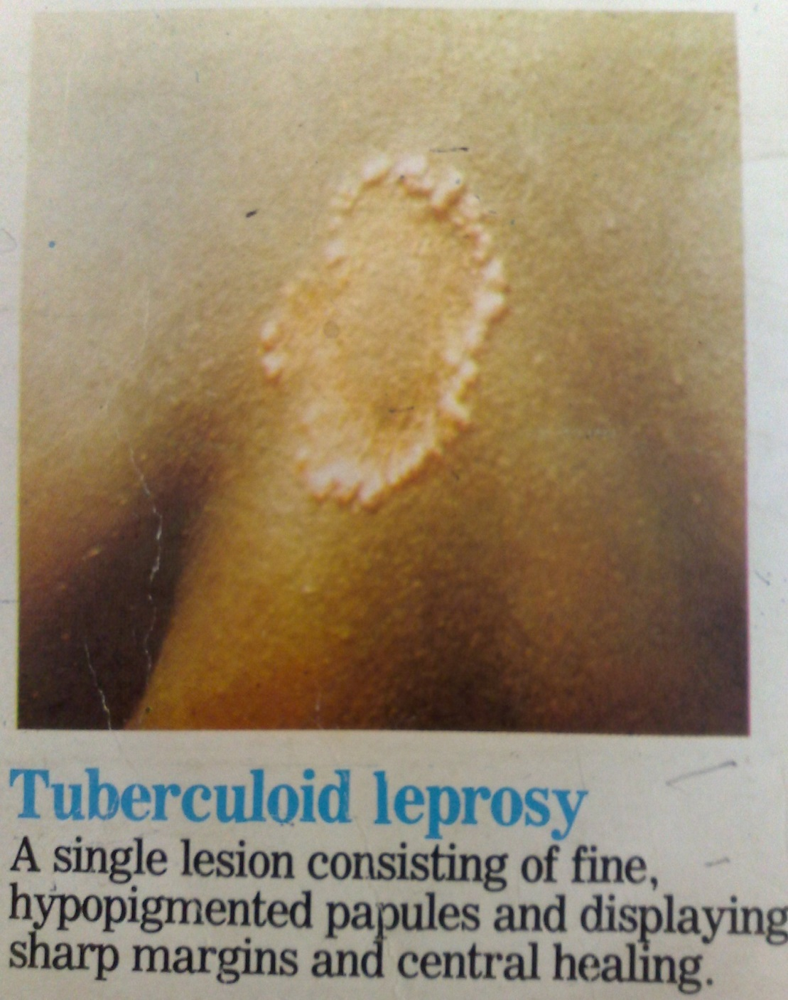 Tuberculoid leprosy
A single lesion consisting of fine,
hypopigmented papules and displaying
sharp margins and central healing.